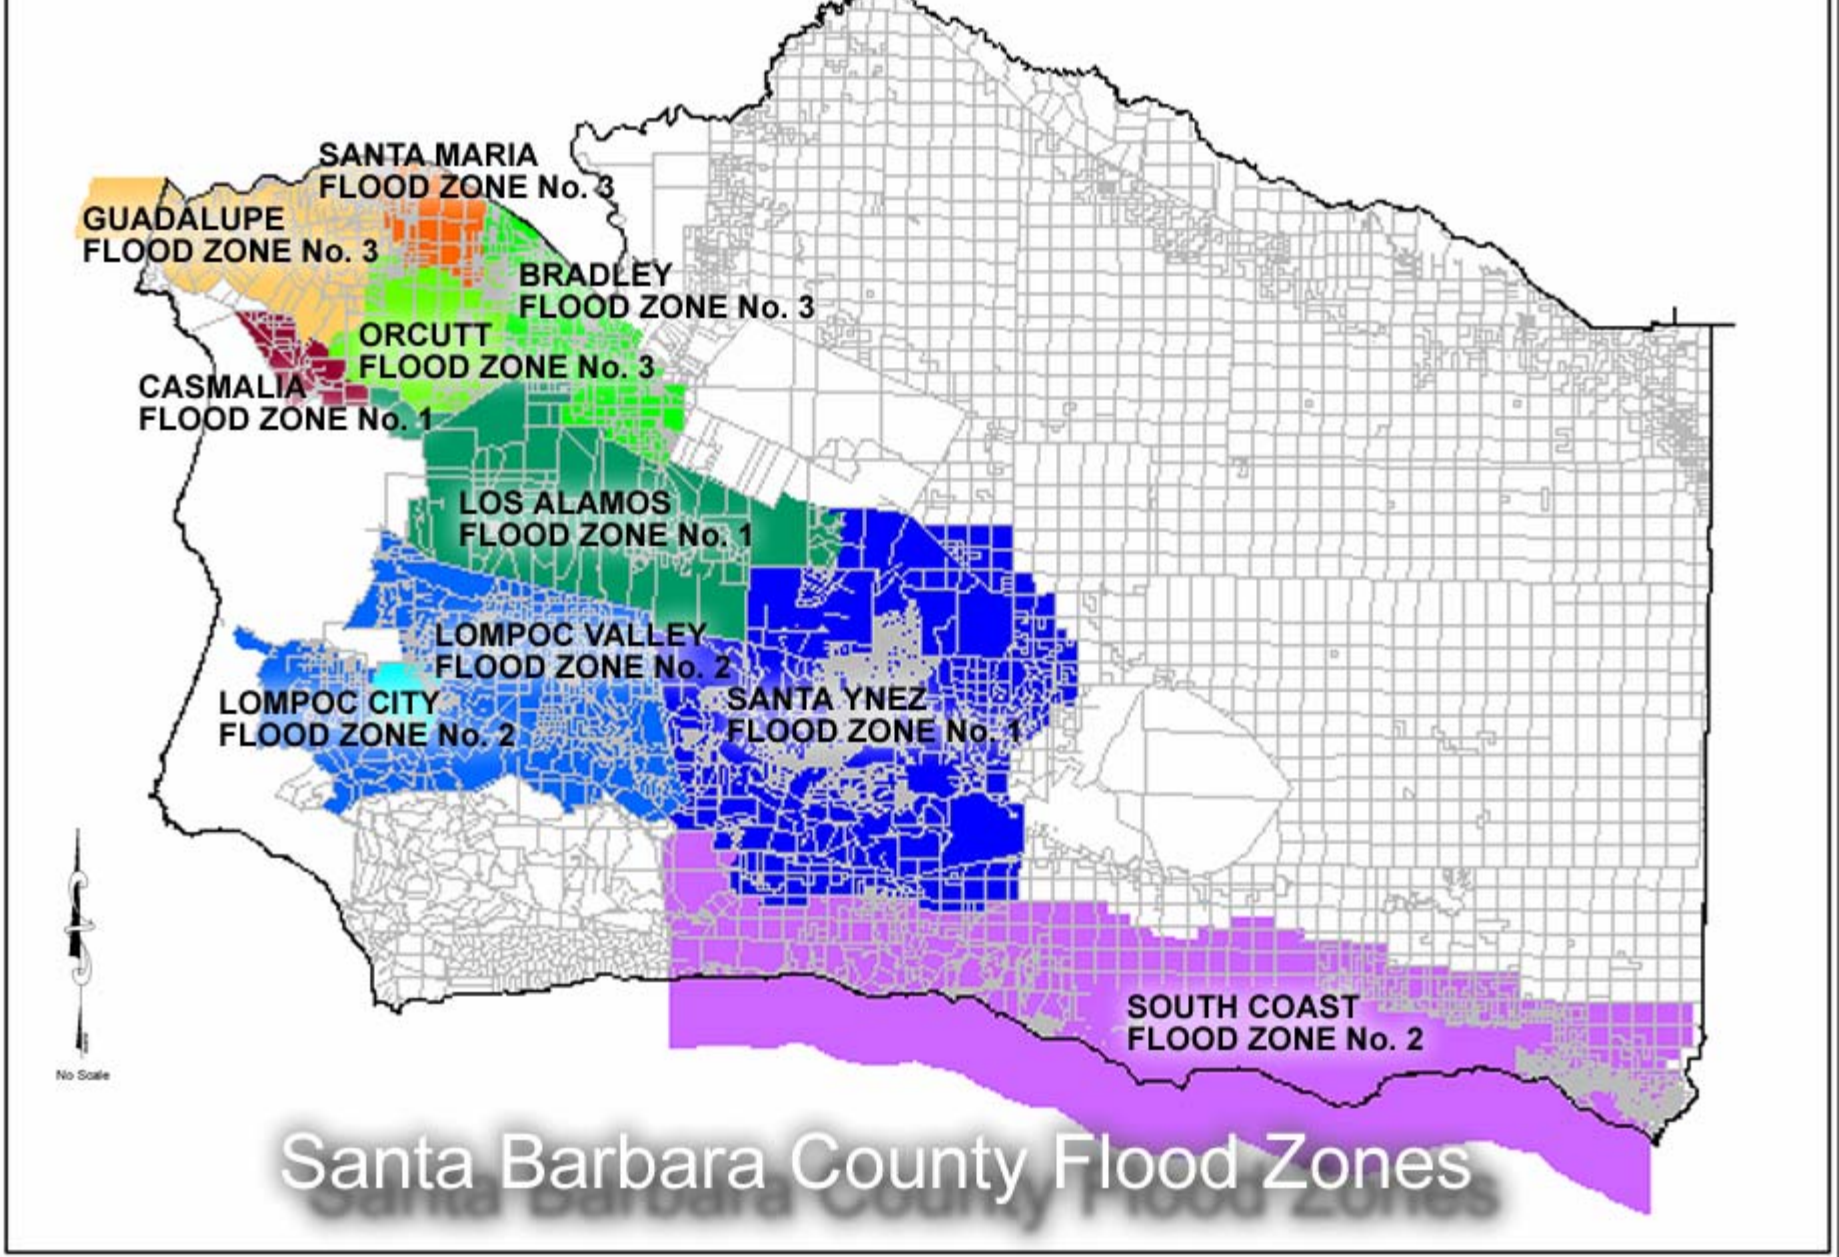 SANTA MARIA
FLOOD ZONE No. 3
GUADALUPE
FLOOD ZONE No. 3
BRADLEY
FLOOD ZONE No. 3
ORCUTT
FLOOD ZONE No. 3
CASMALIA
FLOOD ZONE No. 1
LOS ALAMOS
FLOOD ZONE No. 1
LOMPOC VALLEY
FLOOD ZONE No. 2
LOMPOC CITY
FLOOD ZONE No. 2
SANTA YNEZ
FLOOD ZONE No. 1
SOUTH COAST
FLOOD ZONE No. 2
No Scale
Santa Barbara County Flood Zones